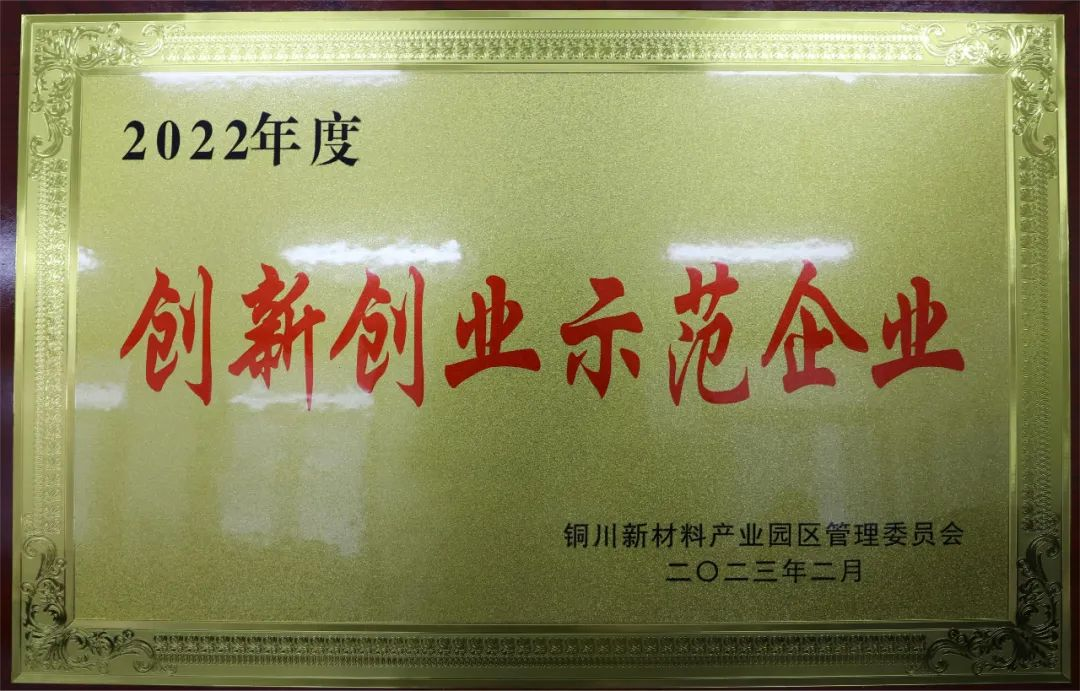 2022年度
创新创业示范企业
铜川新材料产业园区管理委员会
二〇二三年二月